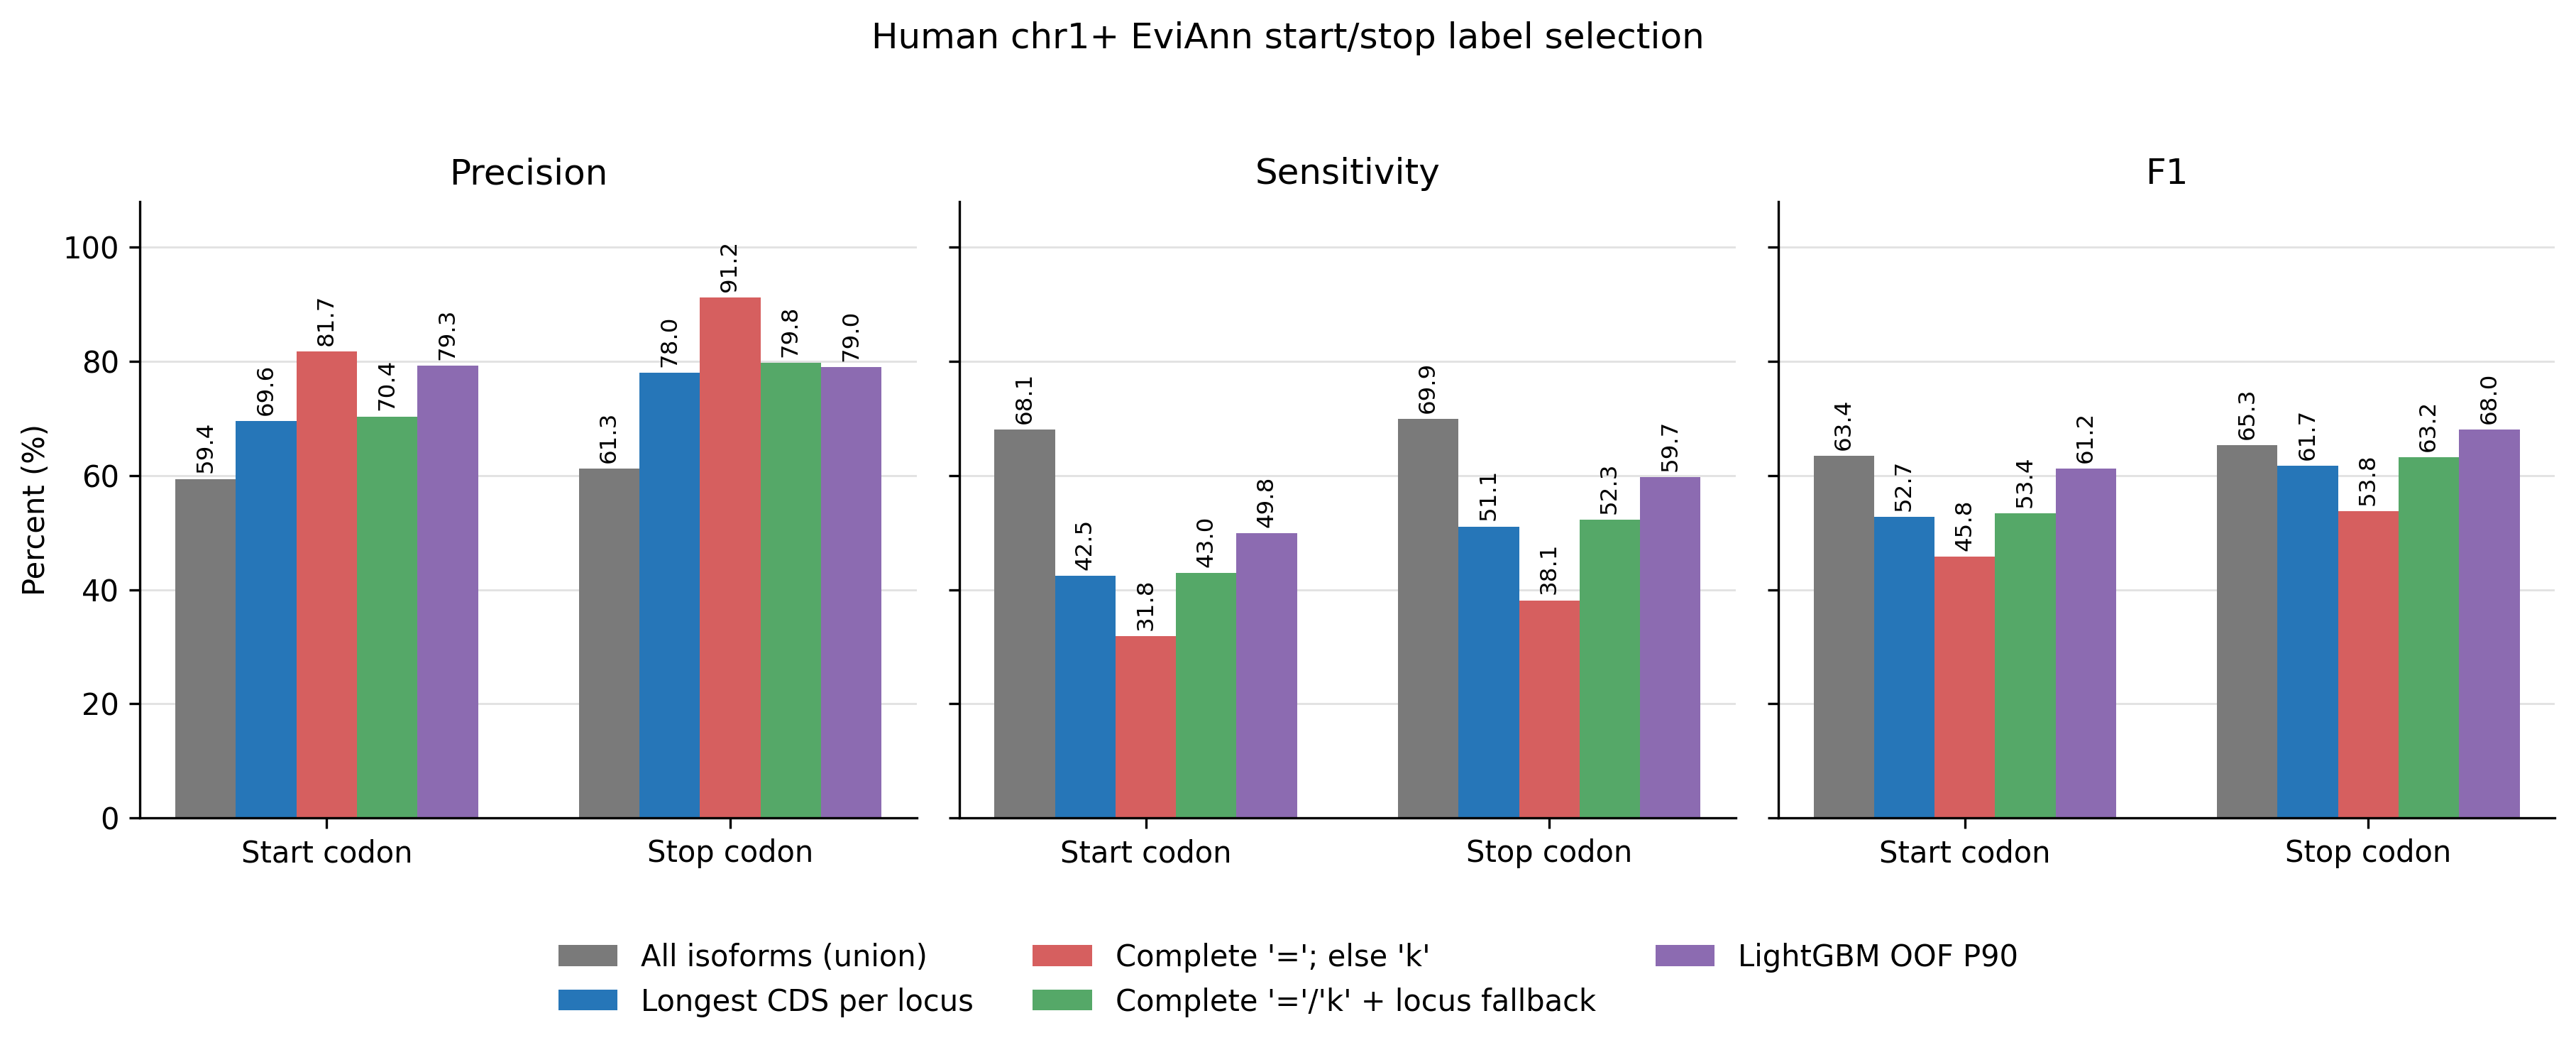 Human chr1+ EviAnn start/stop label selection
Precision
Sensitivity
F1
Percent (%)
100
80
60
40
20
0
59.4
69.6
81.7
70.4
79.3
61.3
78.0
91.2
79.8
79.0
68.1
42.5
31.8
43.0
49.8
69.9
51.1
38.1
52.3
59.7
63.4
52.7
45.8
53.4
61.2
65.3
61.7
53.8
63.2
68.0
Start codon
Stop codon
Start codon
Stop codon
Start codon
Stop codon
All isoforms (union)
Longest CDS per locus
Complete '='; else 'k'
Complete '='/'k' + locus fallback
LightGBM OOF P90